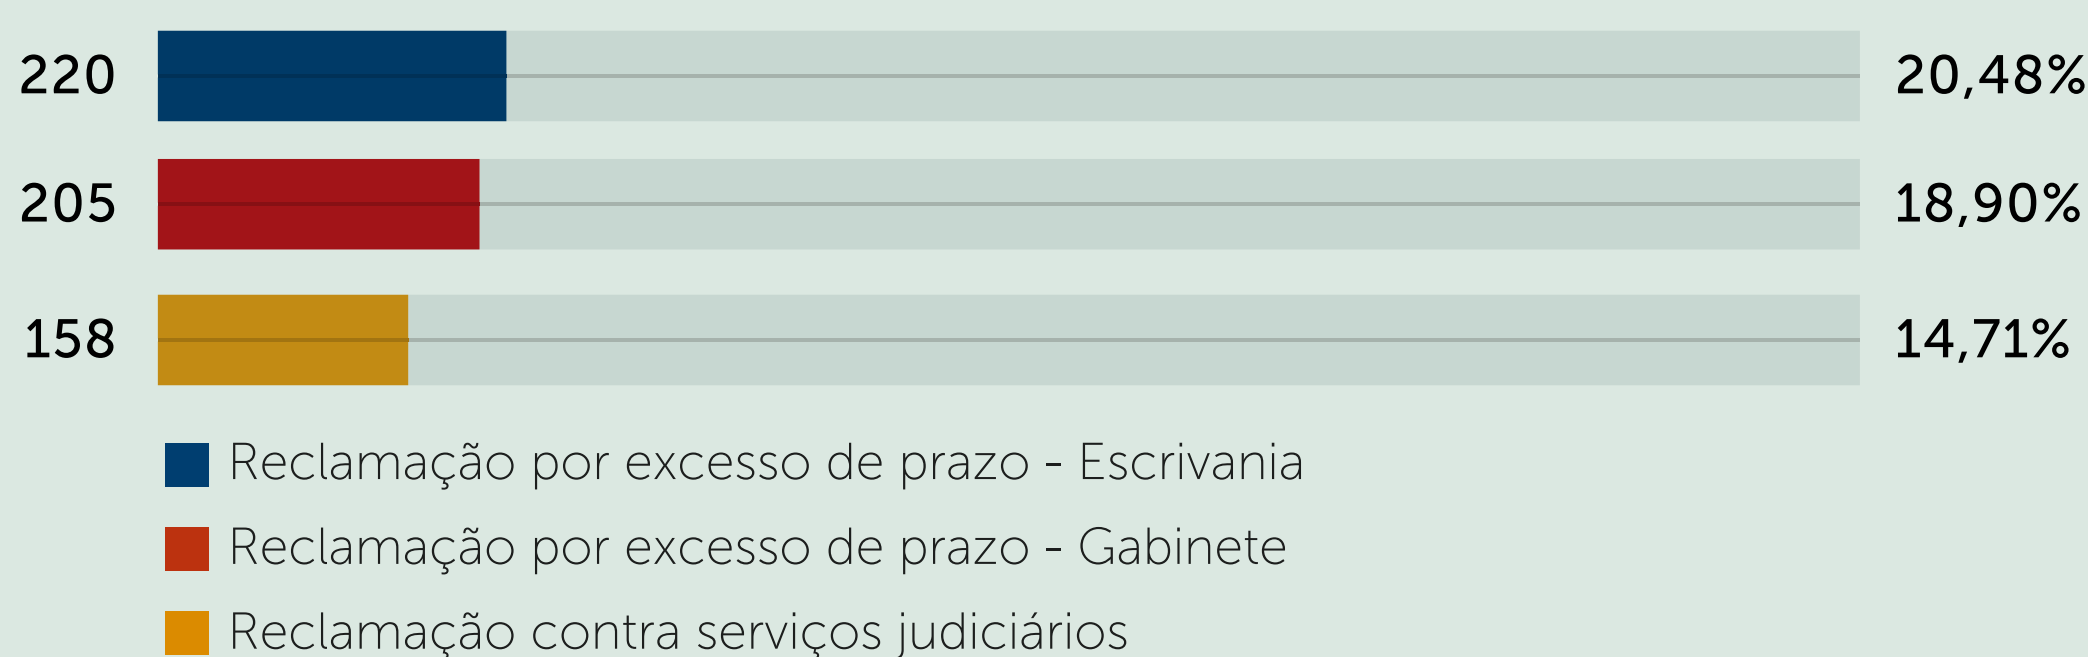 220 20,48%
205 18,90%
158 14,71%
Reclamação por excesso de prazo - Escrivania
Reclamação por excesso de prazo - Gabinete
Reclamação contra serviços judiciários